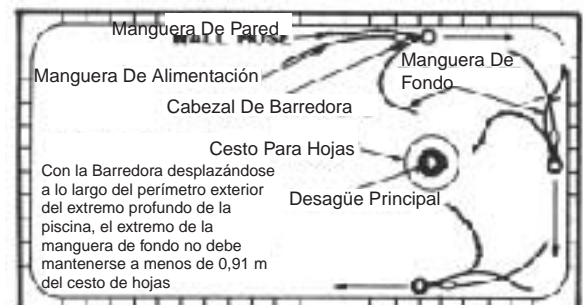 Manguera De Pared
WALL HOSE
Manguera De Alimentación
Manguera De
Fondo
Cabezal De Barredora
Cesto Para Hojas
Desagüe Principal
Con la Barredora desplazándose
a lo largo del perímetro exterior
del extremo profundo de la
piscina, el extremo de la
manguera de fondo no debe
mantenerse a menos de 0,91 m
del cesto de hojas